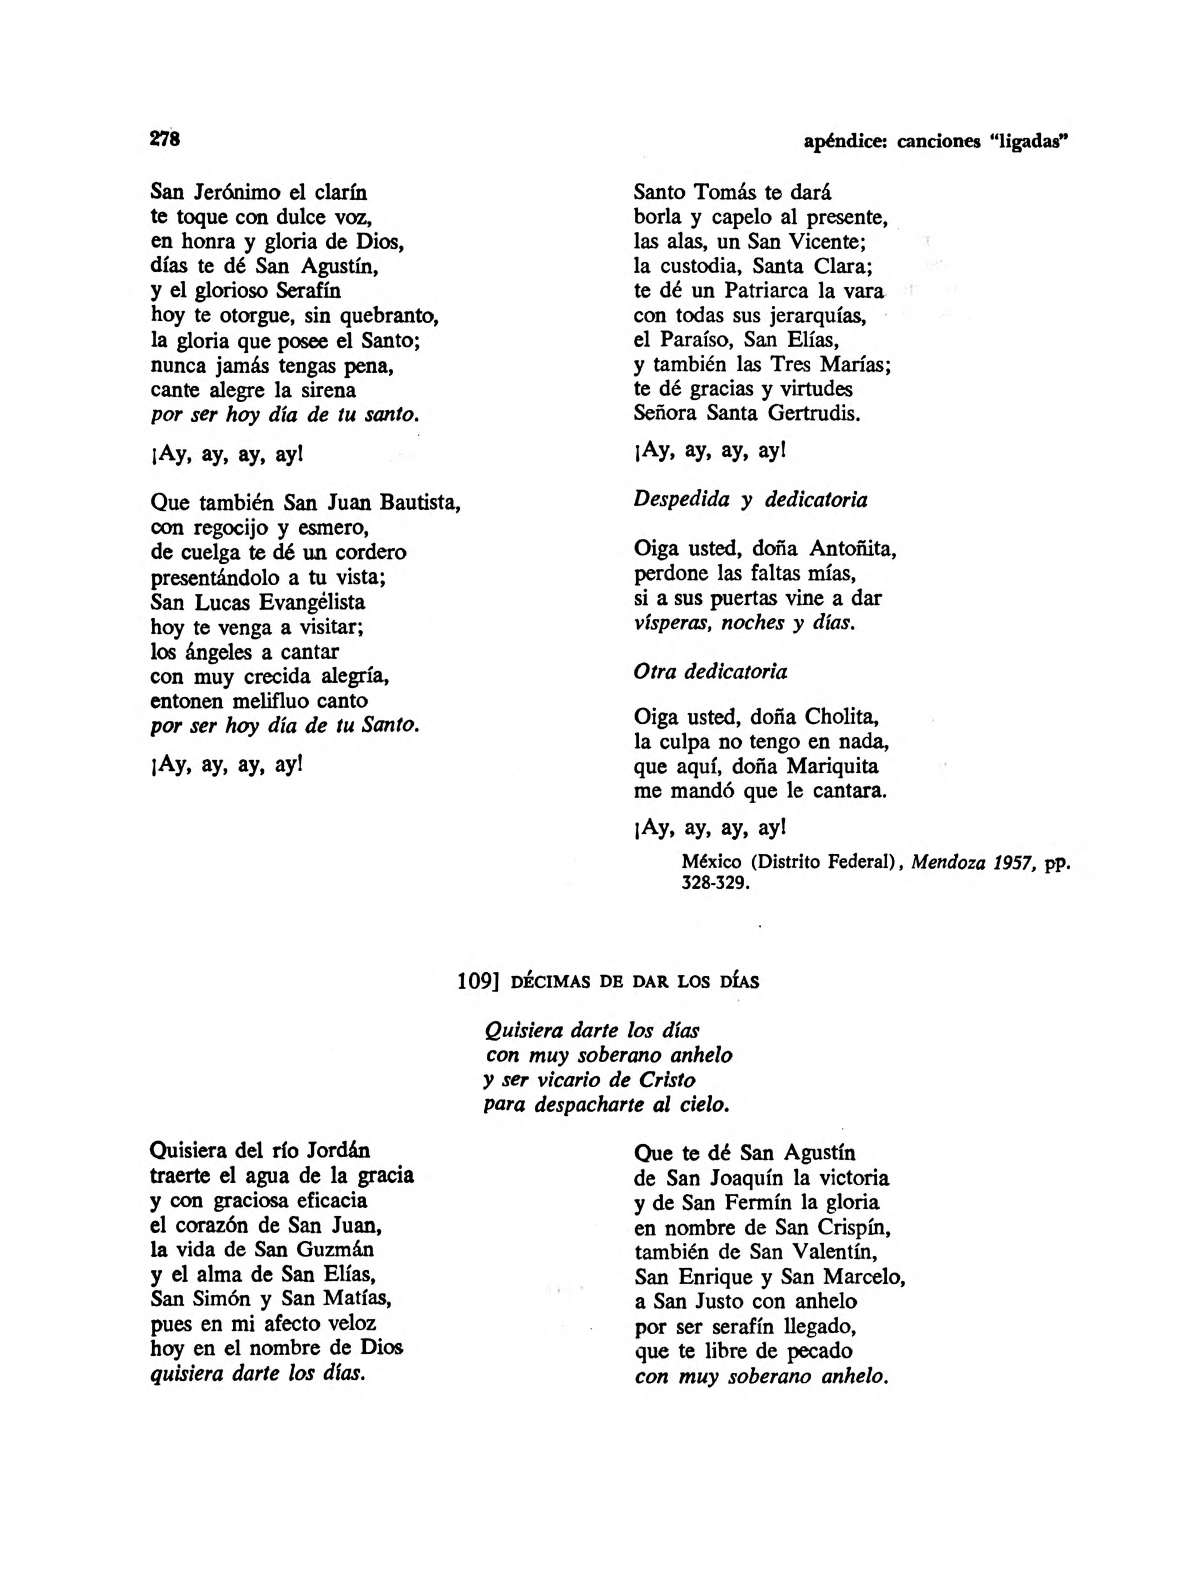 278
apéndice: canciones “ligadas”
San Jerónimo el clarín
te toque con dulce voz,
en honra y gloria de Dios,
días te dé San Agustín,
y el glorioso Serafín
hoy te otorgue, sin quebranto,
la gloria que posee el Santo;
nunca jamás tengas pena,
cante alegre la sirena
por ser hoy día de tu santo.
¡Ay, ay, ay, ay!
Que también San Juan Bautista,
con regocijo y esmero,
de cuelga te dé un cordero
presentándolo a tu vista;
San Lucas Evangélista
hoy te venga a visitar;
los ángeles a cantar
con muy crecida alegría,
entonen melifluo canto
por ser hoy día de tu Santo.
¡Ay, ay, ay, ay!
Santo Tomás te dará
borla y capelo al presente,
las alas, un San Vicente;
la custodia, Santa Clara;
te dé un Patriarca la vara
con todas sus jerarquías,
el Paraíso, San Elías,
y también las Tres Marías;
te dé gracias y virtudes
Señora Santa Gertrudis.
¡Ay, ay, ay, ay!
Despedida y dedicatoria
Oiga usted, doña Antoñita,
perdone las faltas mías,
si a sus puertas vine a dar
vísperas, noches y días.
Otra dedicatoria
Oiga usted, doña Cholita,
la culpa no tengo en nada,
que aquí, doña Mariquita
me mandó que le cantara.
¡Ay, ay, ay, ay!
México (Distrito Federal), Mendoza 1957, pp.
328-329.
109] DÉCIMAS DE DAR LOS DÍAS
Quisiera darte los días
con muy soberano anhelo
y ser vicario de Cristo
para despacharte al cielo.
Quisiera del río Jordán
traerte el agua de la gracia
y con graciosa eficacia
el corazón de San Juan,
la vida de San Guzmán
y el alma de San Elías,
San Simón y San Matías,
pues en mi afecto veloz
hoy en el nombre de Dios
quisiera darte los días.
Que te dé San Agustín
de San Joaquín la victoria
y de San Fermín la gloria
en nombre de San Crispín,
también de San Valentín,
San Enrique y San Marcelo,
a San Justo con anhelo
por ser serafín llegado,
que te libre de pecado
con muy soberano anhelo.